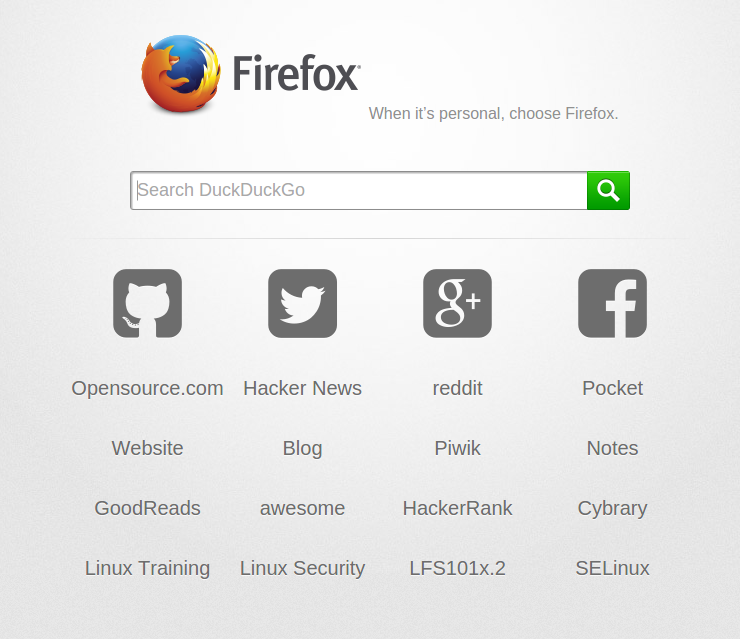 Firefox®
When it's personal, choose Firefox.
Search DuckDuckGo
g+
f
Opensource.com Hacker News reddit Pocket
Website Blog Piwik Notes
GoodReads awesome HackerRank Cybrary
Linux Training Linux Security LFS101x.2 SELinux